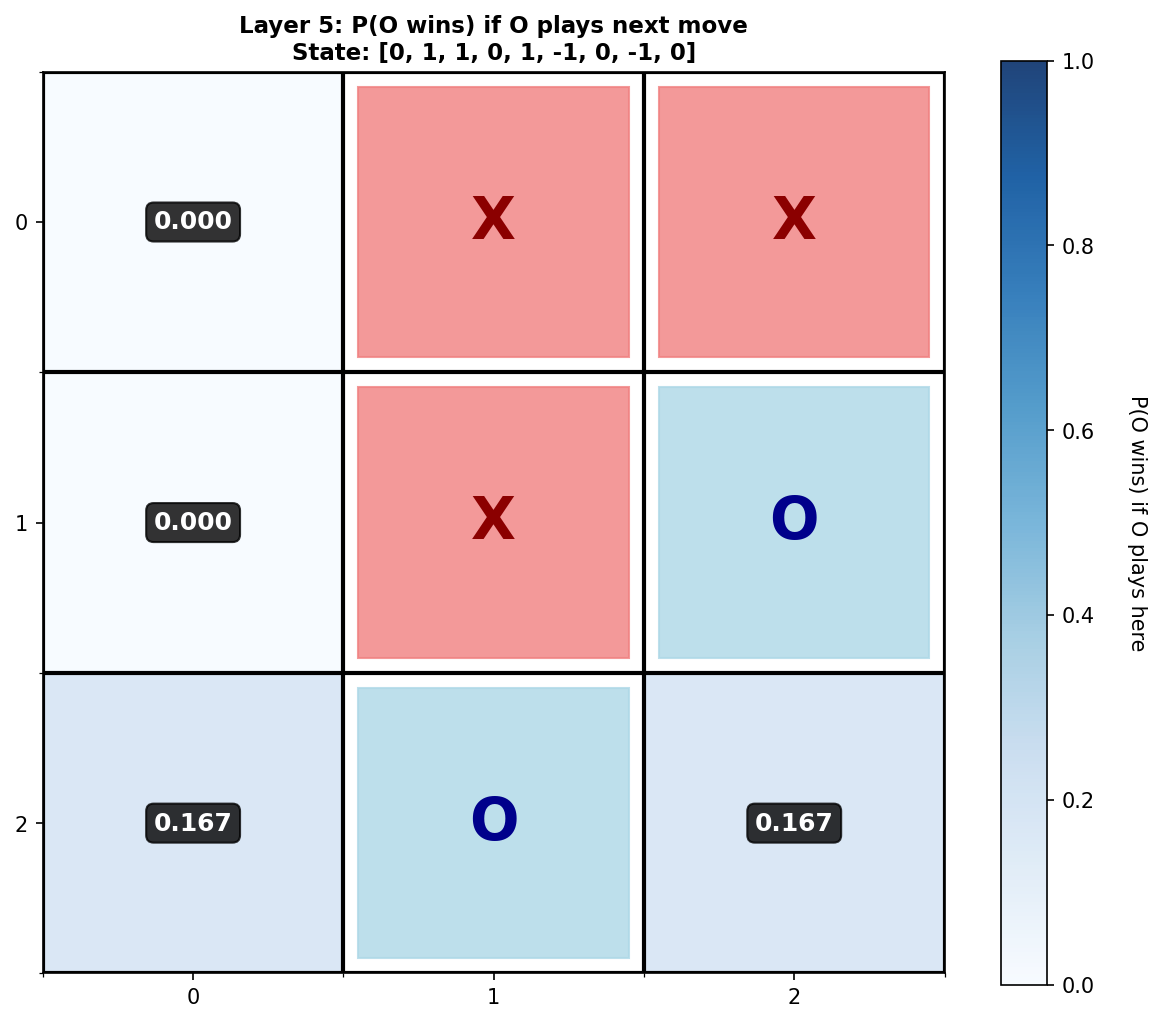 Layer 5: P(O wins) if O plays next move
State: [0, 1, 1, 0, 1, -1, 0, -1, 0]
0
0.000
X
X
1
0.000
X
O
2
0.167
O
0.167
0
1
2
1.0
0.8
0.6
0.4
0.2
0.0
P(O wins) if O plays here